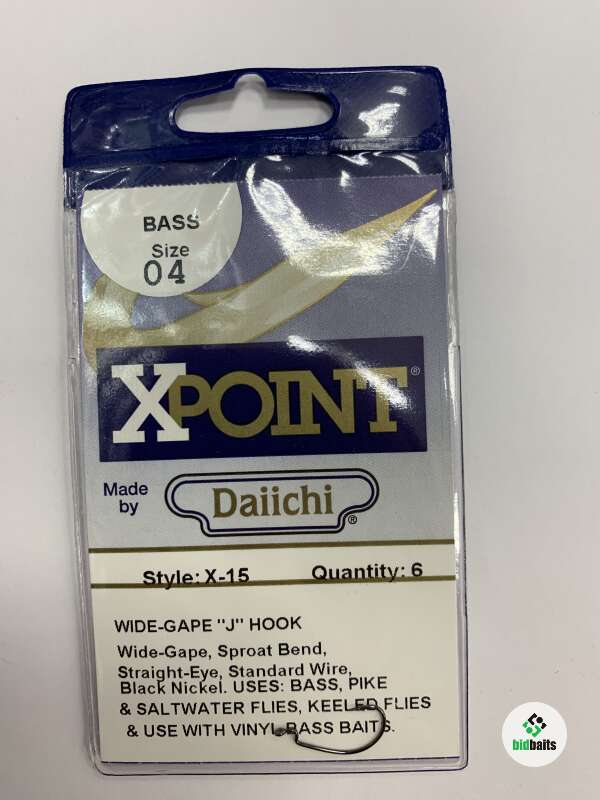 BASS
Size
04
XPOINT®
Made
by
Daiichi®
Style: X-15 Quantity: 6
WIDE-GAPE "J" HOOK
Wide-Gape, Sproat Bend,
Straight-Eye, Standard Wire,
Black Nickel. USES: BASS, PIKE
& SALTWATER FLIES, KEELED FLIES
& USE WITH VINYL BASS BAITS.
bidbaits